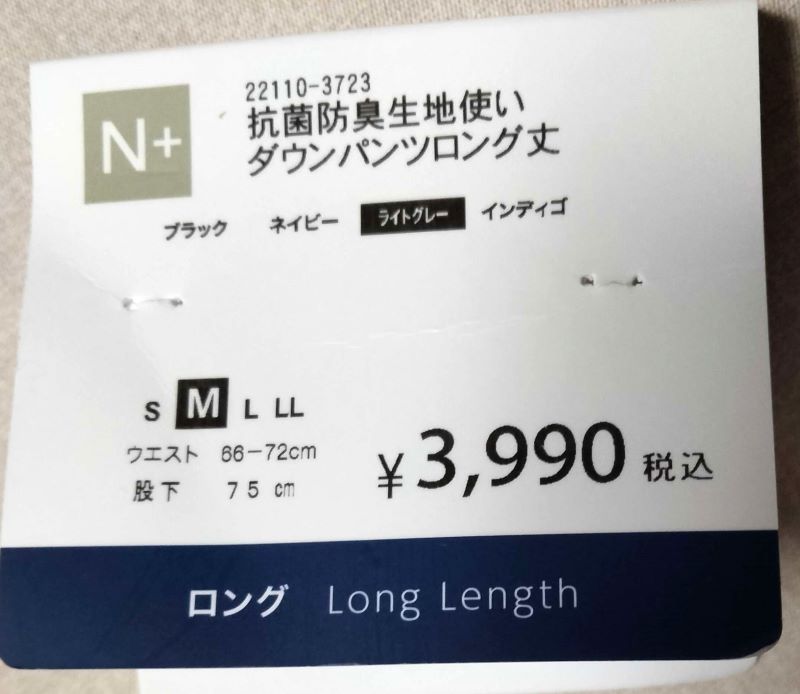 N+
22110-3723
抗菌防臭生地使い
ダウンパンツロング丈
ブラック ネイビー ライトグレー インディゴ
S M L LL
ウエスト 66-72cm
股下 75 cm
¥3,990 税込
ロング Long Length